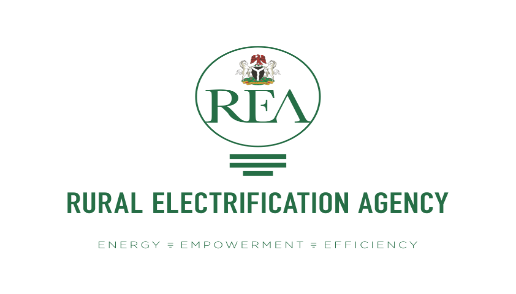 REA
RURAL ELECTRIFICATION AGENCY
ENERGY EMPOWERMENT EFFICIENCY